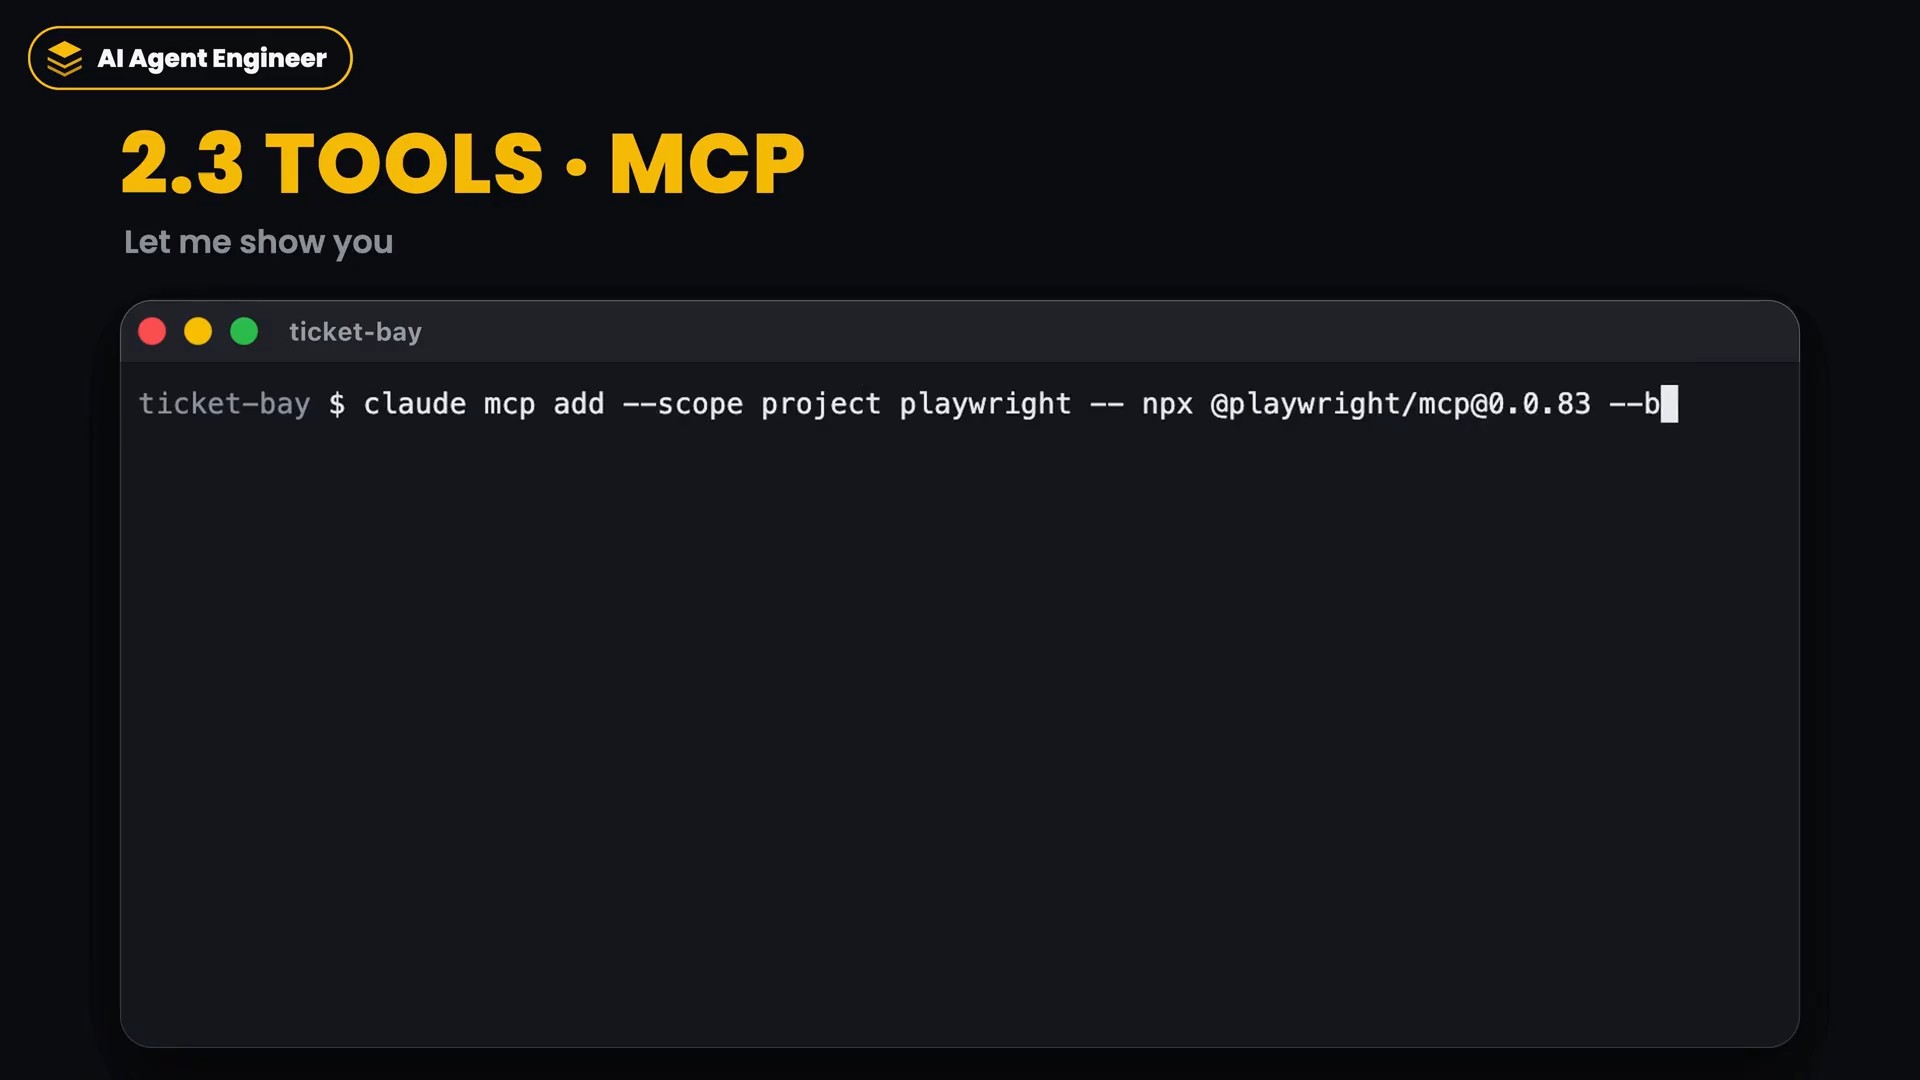 AI Agent Engineer
2.3 TOOLS · MCP
Let me show you
ticket-bay
ticket-bay $ claude mcp add --scope project playwright -- npx @playwright/mcp@0.0.83 --b